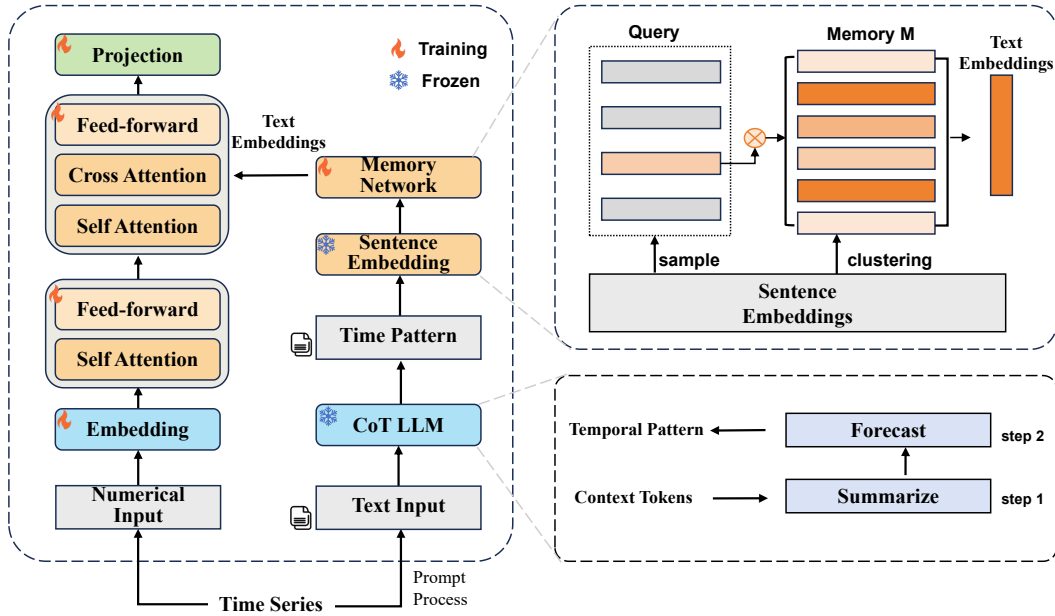 Projection
Training
Frozen
Feed-forward
Cross Attention
Self Attention
Text
Embeddings
Memory
Network
Sentence
Embedding
Feed-forward
Self Attention
Time Pattern
Embedding
CoT LLM
Numerical
Input
Text Input
Time Series
Prompt
Process
Query
Memory M
Text
Embeddings
sample
clustering
Sentence
Embeddings
Temporal Pattern
Forecast
step 2
Context Tokens
Summarize
step 1